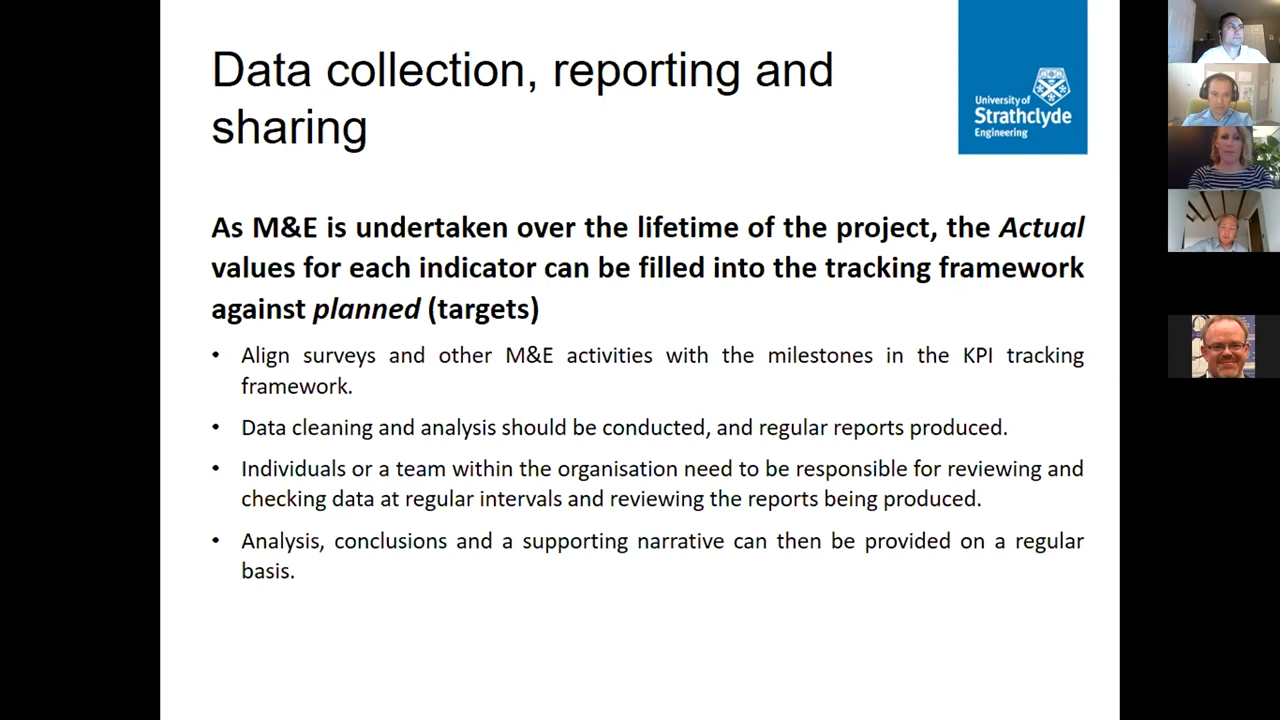 Data collection, reporting and
sharing
University of
Strathclyde
Engineering
As M&E is undertaken over the lifetime of the project, the Actual
values for each indicator can be filled into the tracking framework
against planned (targets)
• Align surveys and other M&E activities with the milestones in the KPI tracking
framework.
• Data cleaning and analysis should be conducted, and regular reports produced.
• Individuals or a team within the organisation need to be responsible for reviewing and
checking data at regular intervals and reviewing the reports being produced.
• Analysis, conclusions and a supporting narrative can then be provided on a regular
basis.